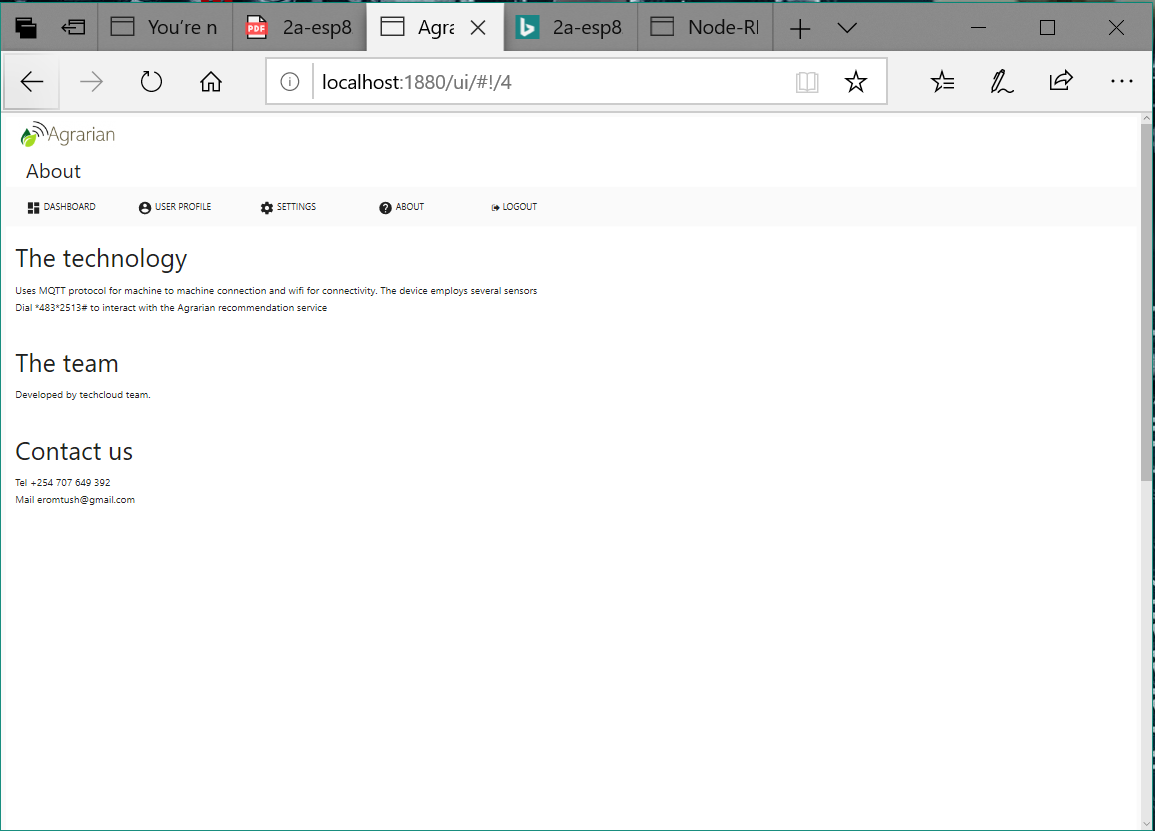 You're n
2a-esp8
Agra
2a-esp8
Node-RI
localhost:1880/ui/#!/4
Agrarian
About
DASHBOARD USER PROFILE SETTINGS ABOUT LOGOUT
The technology
Uses MQTT protocol for machine to machine connection and wifi for connectivity. The device employs several sensors
Dial *483*2513# to interact with the Agrarian recommendation service
The team
Developed by techcloud team.
Contact us
Tel +254 707 649 392
Mail eromtush@gmail.com